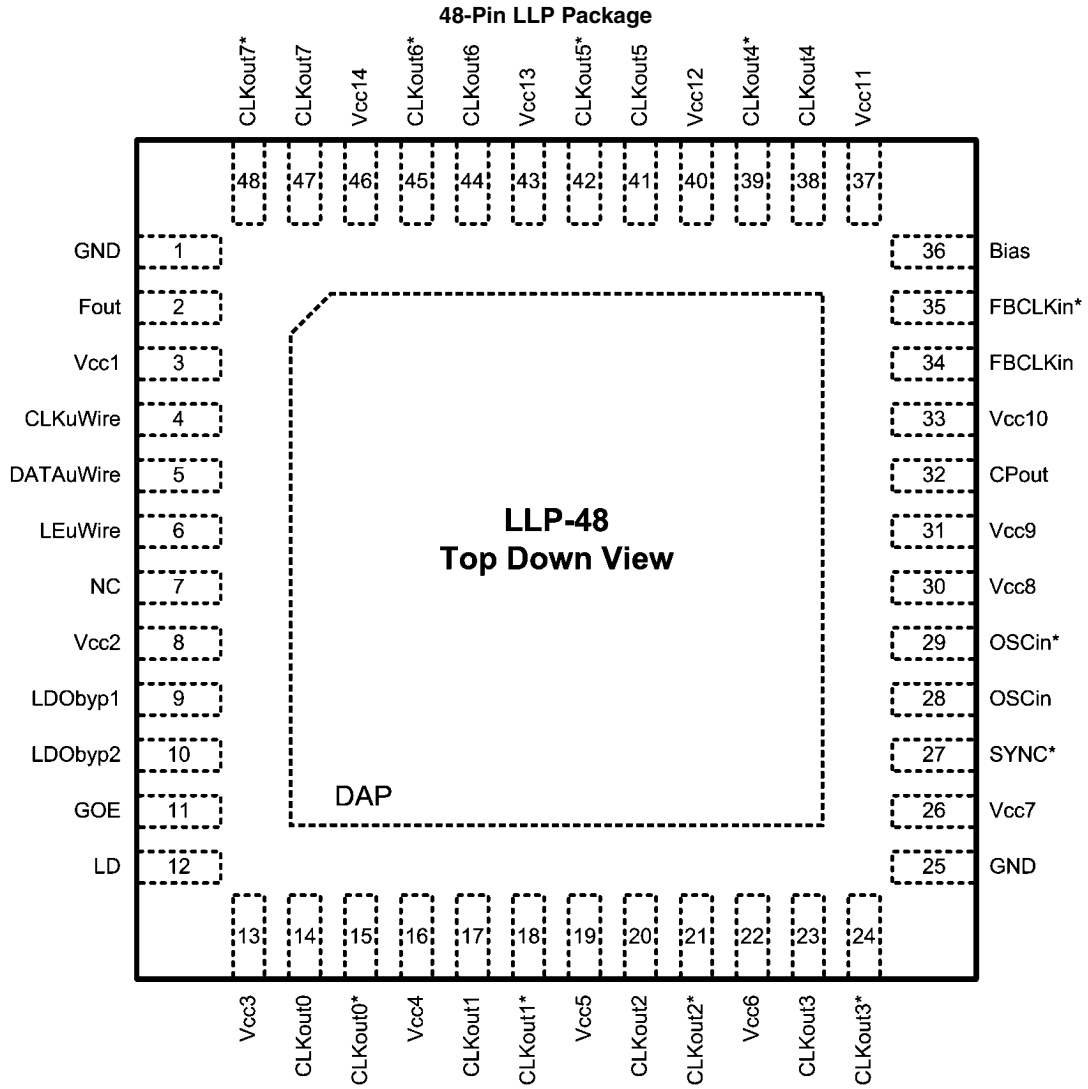 48-Pin LLP Package
CLKout7*
CLKout7
Vcc14
CLKout6*
CLKout6
Vcc13
CLKout5*
CLKout5
Vcc12
CLKout4*
CLKout4
Vcc11
48
47
46
45
44
43
42
41
40
39
38
37
GND 1
Fout 2
Vcc1 3
CLKuWire 4
DATAuWire 5
LEuWire 6
NC 7
Vcc2 8
LDObyp1 9
LDObyp2 10
GOE 11
LD 12
36 Bias
35 FBCLKin*
34 FBCLKin
33 Vcc10
32 CPout
31 Vcc9
30 Vcc8
29 OSCin*
28 OSCin
27 SYNC*
26 Vcc7
25 GND
LLP-48
Top Down View
DAP
13
14
15
16
17
18
19
20
21
22
23
24
Vcc3
CLKout0
CLKout0*
Vcc4
CLKout1
CLKout1*
Vcc5
CLKout2
CLKout2*
Vcc6
CLKout3
CLKout3*